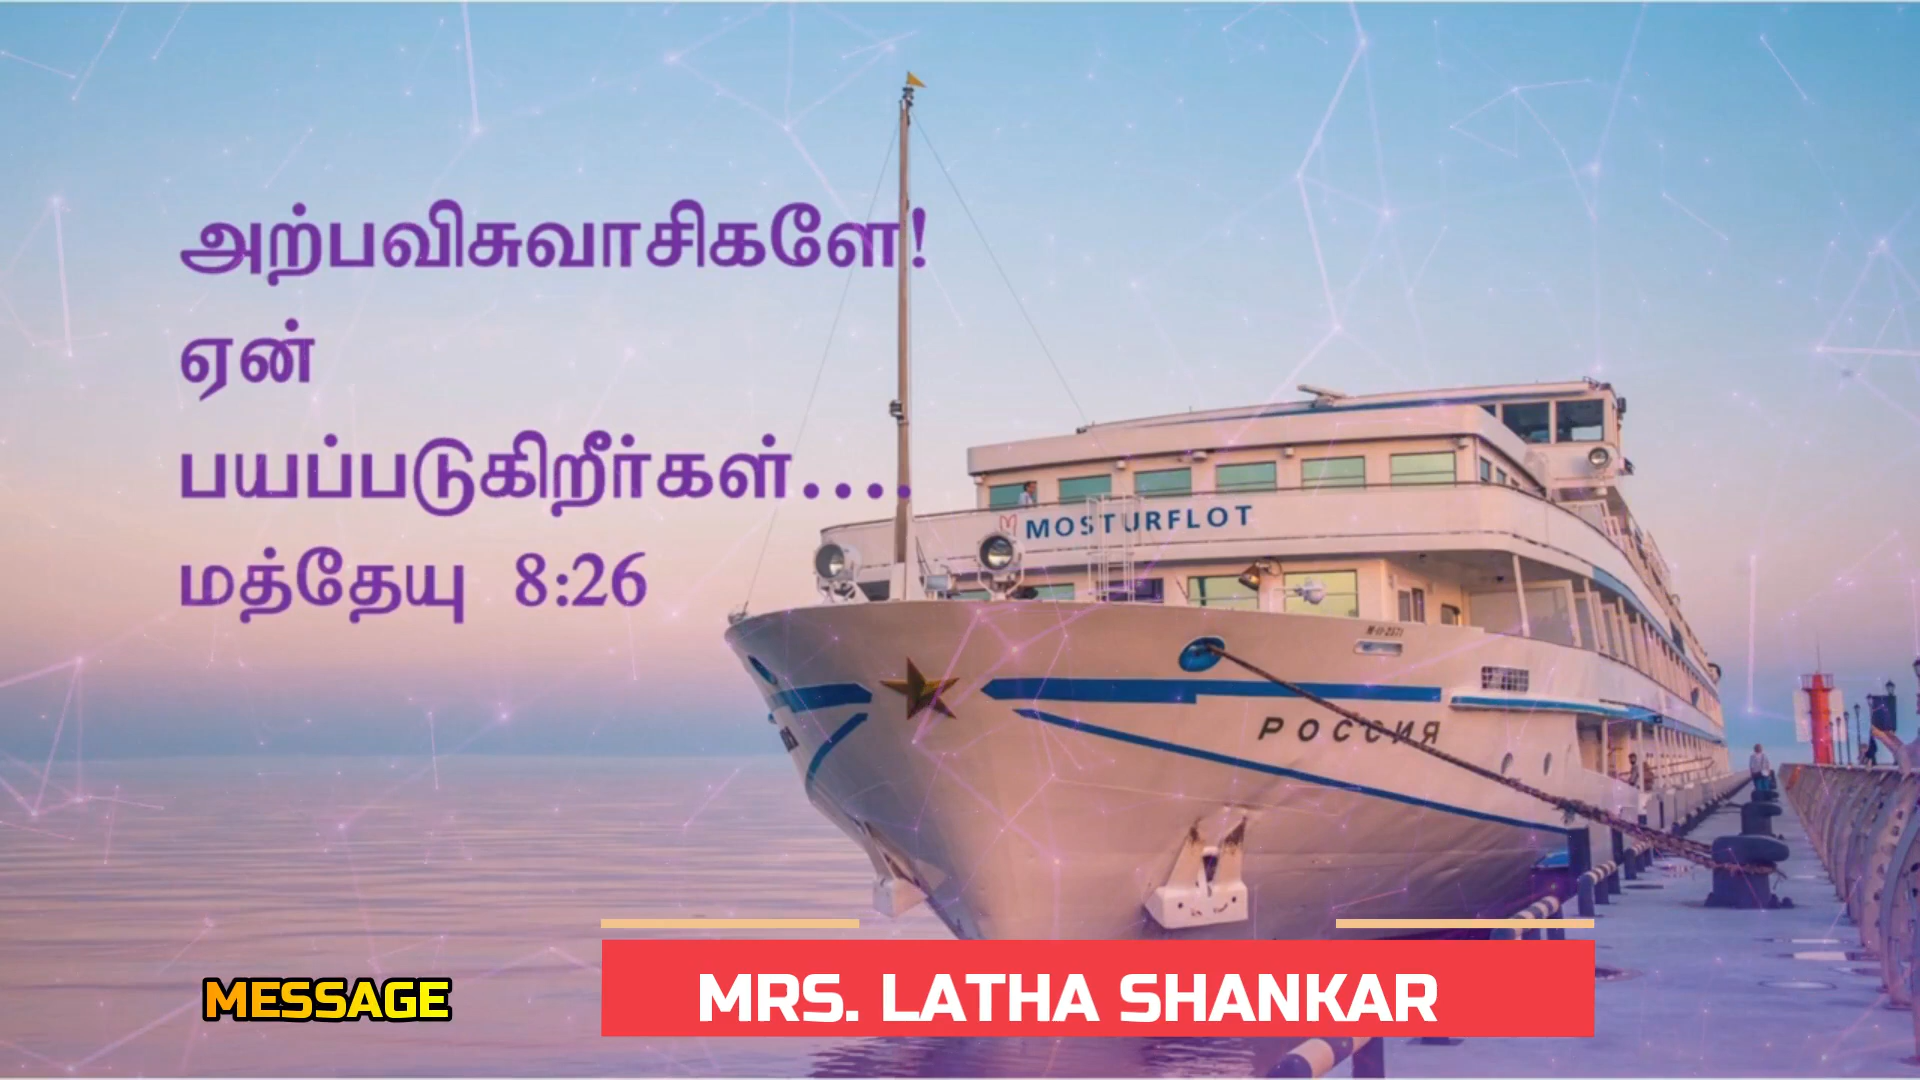 அற்பவிசுவாசிகளே!
ஏன்
பயப்படுகிறீர்கள்....
மத்தேயு 8:26
MOSTURFLOT
РОССИЯ
MESSAGE
MRS. LATHA SHANKAR